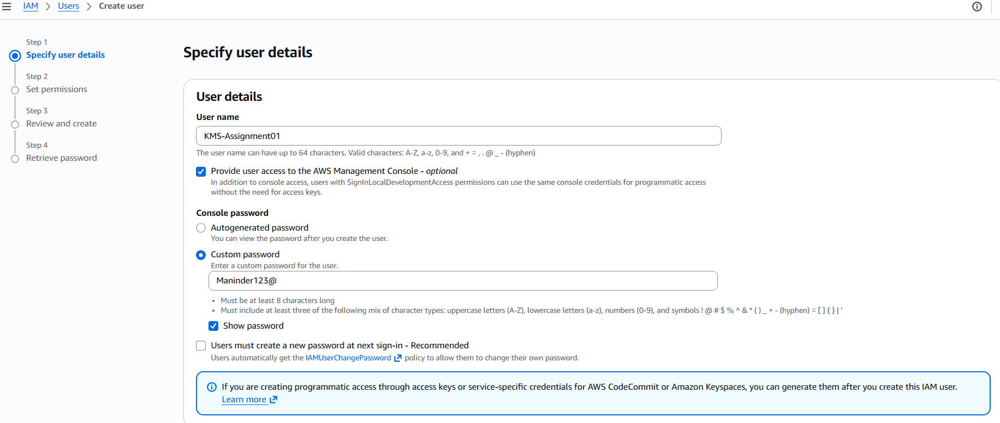 IAM > Users > Create user
Step 1
Specify user details
Step 2
Set permissions
Step 3
Review and create
Step 4
Retrieve password
Specify user details
User details
User name
KMS-Assignment01
The user name can have up to 64 characters. Valid characters: A-Z, a-z, 0-9, and + = , . @ _ - (hyphen)
Provide user access to the AWS Management Console - optional
In addition to console access, users with SignInLocalDevelopmentAccess permissions can use the same console credentials for programmatic access
without the need for access keys.
Console password
Autogenerated password
You can view the password after you create the user.
Custom password
Enter a custom password for the user.
Maninder123@
• Must be at least 8 characters long
• Must include at least three of the following mix of character types: uppercase letters (A-Z), lowercase letters (a-z), numbers (0-9), and symbols ! @ # $ % ^ & * ( ) _ + - (hyphen) = [ ] { } | '
Show password
Users must create a new password at next sign-in - Recommended
Users automatically get the IAMUserChangePassword policy to allow them to change their own password.
If you are creating programmatic access through access keys or service-specific credentials for AWS CodeCommit or Amazon Keyspaces, you can generate them after you create this IAM user.
Learn more